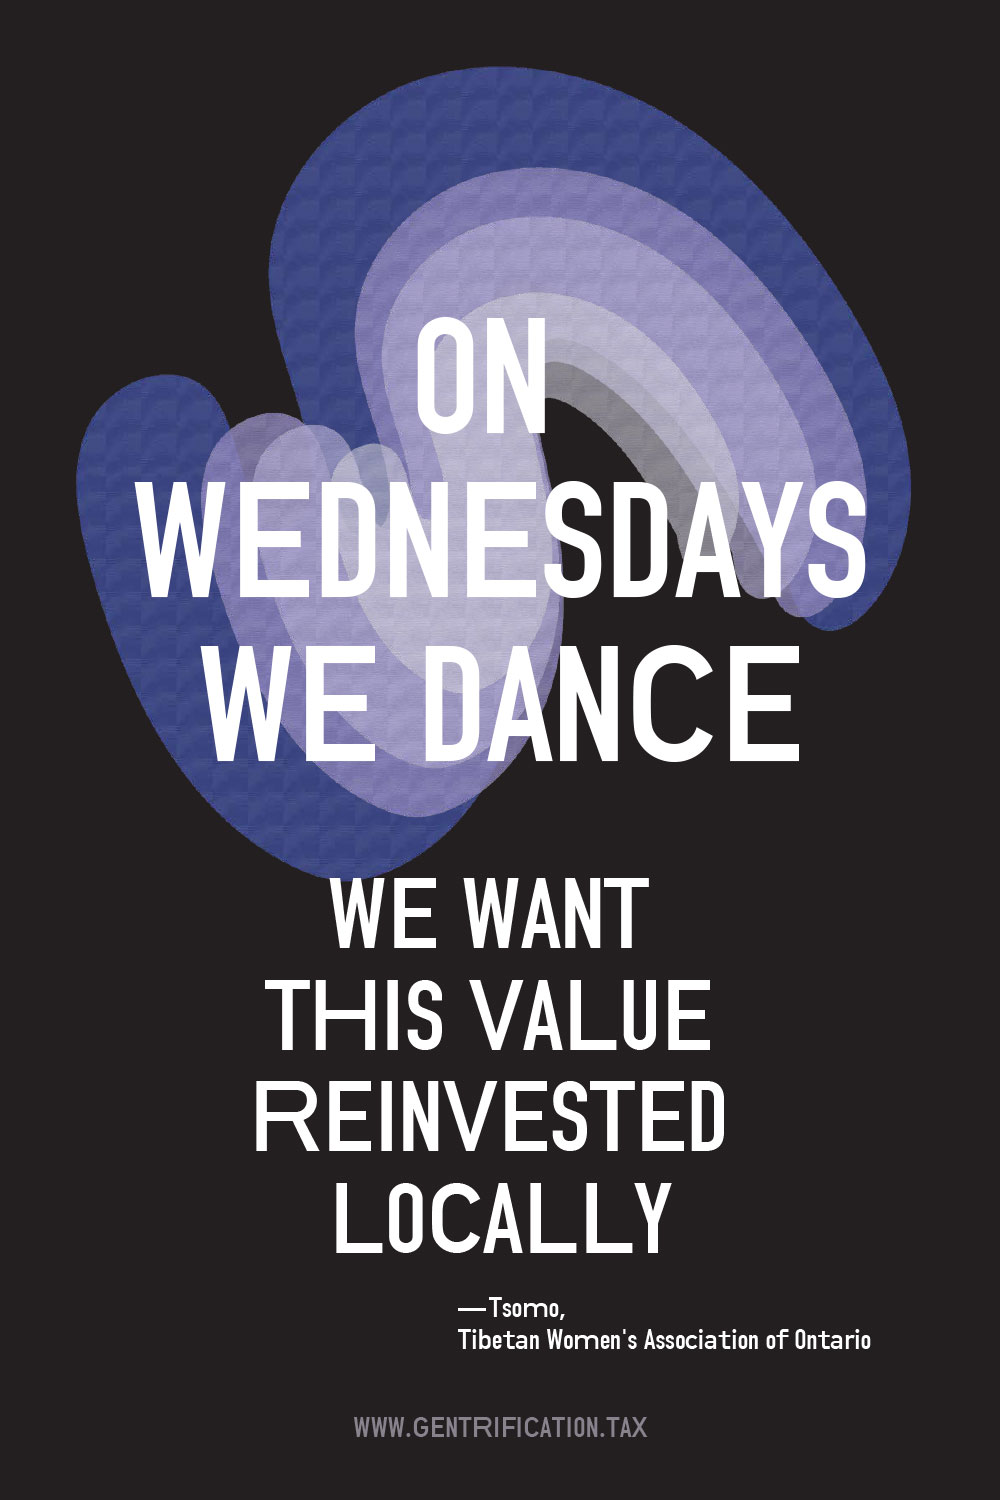 ON
WEDNESDAYS
WE DANCE
WE WANT
THIS VALUE
REINVESTED
LOCALLY
—Tsomo,
Tibetan Women's Association of Ontario
WWW.GENTRIFICATION.TAX